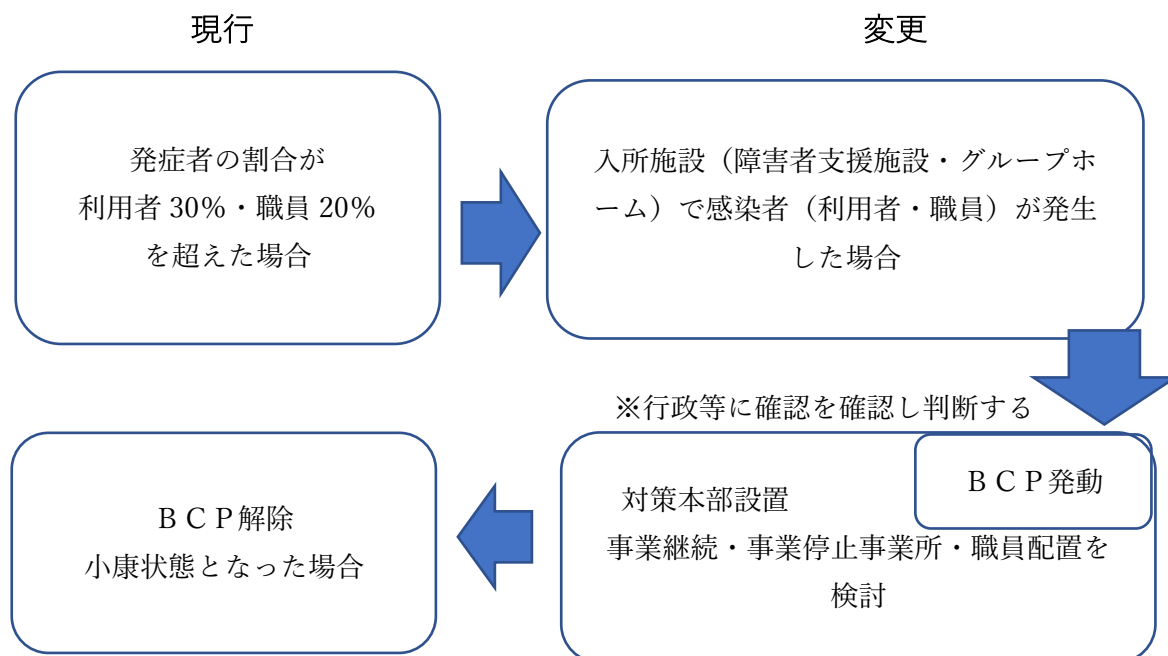 現行
変更
発症者の割合が
利用者 30%・職員 20%
を超えた場合
入所施設（障害者支援施設・グループホ
ーム）で感染者（利用者・職員）が発生
した場合
※行政等に確認を確認し判断する
ＢＣＰ発動
対策本部設置
事業継続・事業停止事業所・職員配置を
検討
ＢＣＰ解除
小康状態となった場合